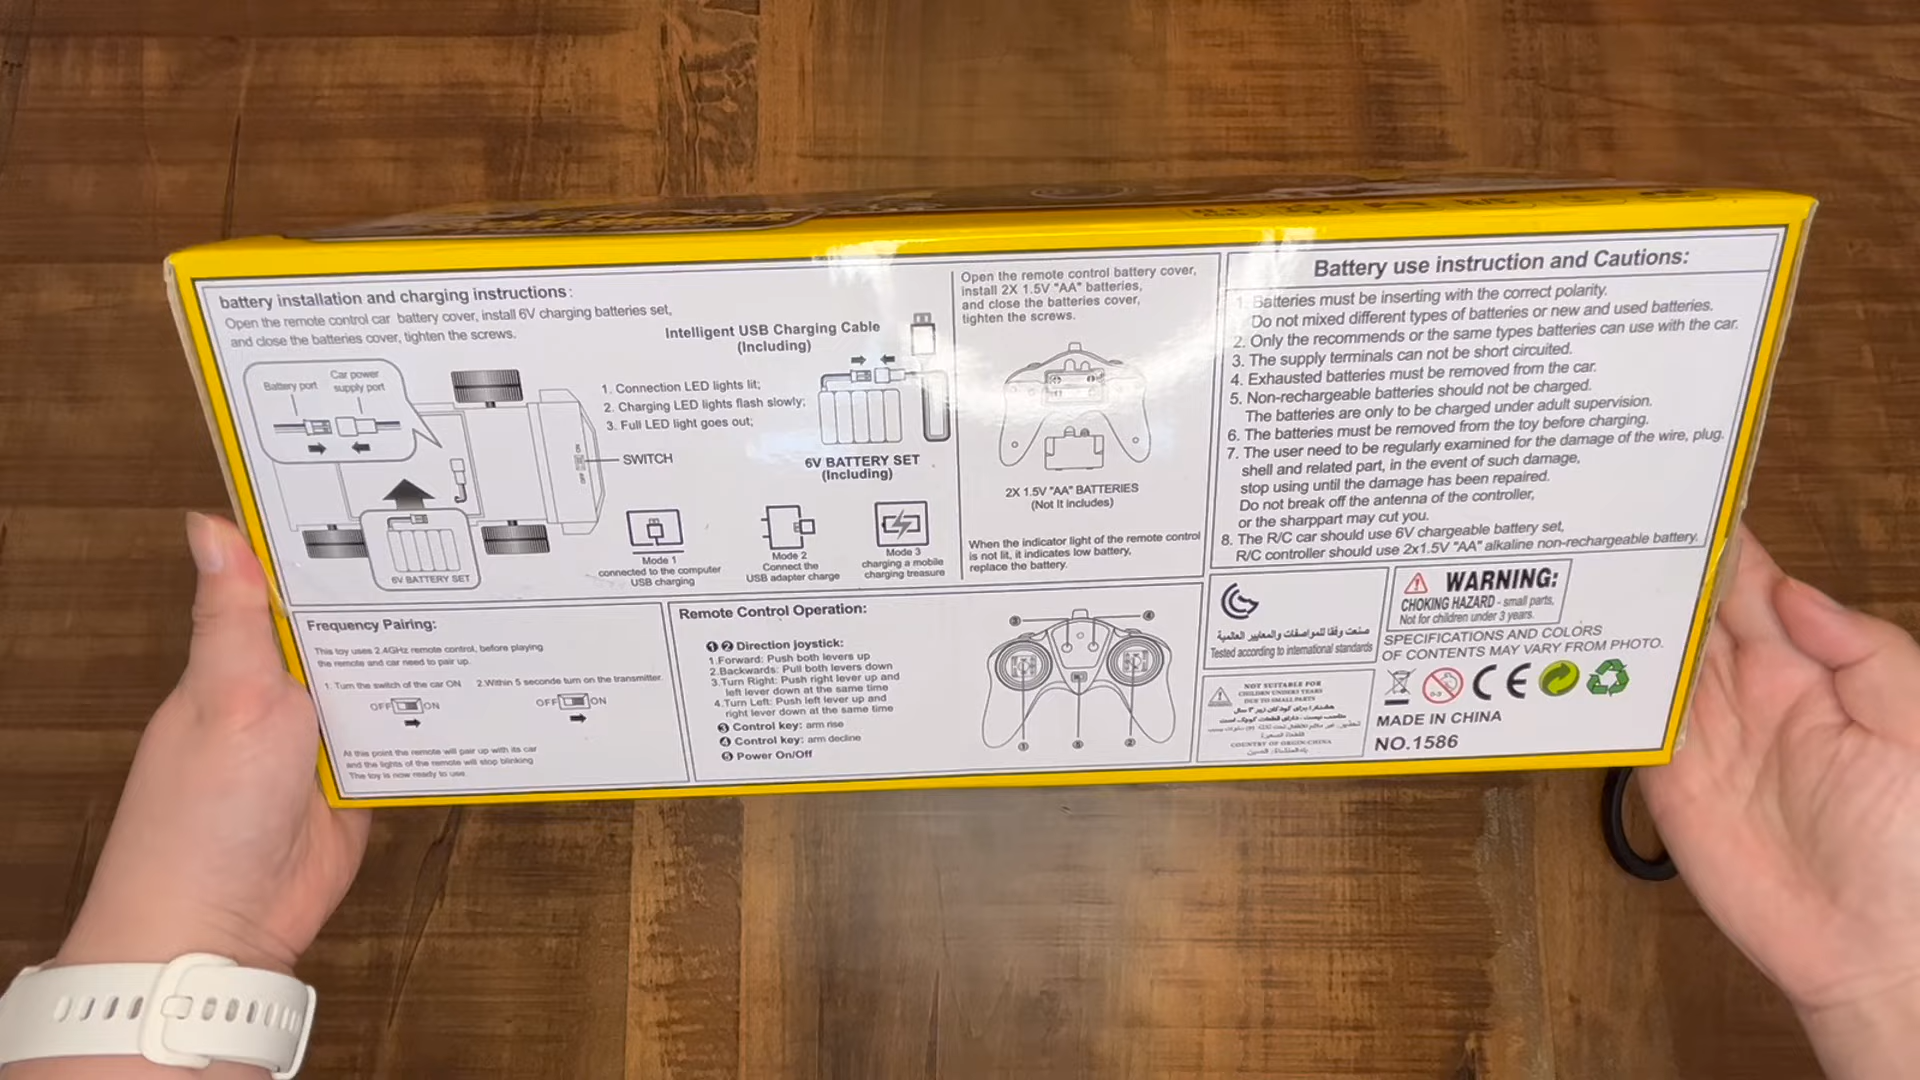 battery installation and charging instructions:
Open the remote control car battery cover, install 6V charging batteries set,
and close the batteries cover, tighten the screws.
Battery port
Car power
supply port
SWITCH
ON
OFF
6V BATTERY SET
Intelligent USB Charging Cable
(Including)
1. Connection LED lights lit;
2. Charging LED lights flash slowly;
3. Full LED light goes out;
6V BATTERY SET
(Including)
Mode 1
connected to the computer
USB charging
Mode 2
Connect the
USB adapter charge
Mode 3
charging a mobile
charging treasure
Open the remote control battery cover,
install 2X 1.5V "AA" batteries,
and close the batteries cover,
tighten the screws.
2X 1.5V "AA" BATTERIES
(Not It includes)
When the indicator light of the remote control
is not lit, it indicates low battery,
replace the battery.
Battery use instruction and Cautions:
1. Batteries must be inserting with the correct polarity.
Do not mixed different types of batteries or new and used batteries.
2. Only the recommends or the same types batteries can use with the car.
3. The supply terminals can not be short circuited.
4. Exhausted batteries must be removed from the car.
5. Non-rechargeable batteries should not be charged.
The batteries are only to be charged under adult supervision.
6. The batteries must be removed from the toy before charging.
7. The user need to be regularly examined for the damage of the wire, plug.
shell and related part, in the event of such damage,
stop using until the damage has been repaired.
Do not break off the antenna of the controller,
or the sharppart may cut you.
8. The R/C car should use 6V chargeable battery set,
R/C controller should use 2x1.5V "AA" alkaline non-rechargeable battery.
Frequency Pairing:
This toy uses 2.4GHz remote control, before playing
the remote and car need to pair up.
1. Turn the switch of the car ON 2.Within 5 seconde turn on the transmitter.
OFF ON
OFF ON
At this point the remote will pair up with its car
and the lights of the remote will stop blinking
The toy is now ready to use
Remote Control Operation:
❶ ❷ Direction joystick:
1.Forward: Push both levers up
2.Backwards: Pull both levers down
3.Turn Right: Push right lever up and
left lever down at the same time
4.Turn Left: Push left lever up and
right lever down at the same time
❸ Control key: arm rise
❹ Control key: arm decline
❺ Power On/Off
③ ④
① ⑤ ②
صنعت وفقا للمواصفات والمعايير العالمية
Tested according to international standards
WARNING:
CHOKING HAZARD - small parts,
Not for children under 3 years.
SPECIFICATIONS AND COLORS
OF CONTENTS MAY VARY FROM PHOTO.
NOT SUITABLE FOR
CHILDREN UNDER3 YEARS
DUE TO SMALL PARTS
COUNTRY OF ORIGIN:CHINA
0-3
CE
MADE IN CHINA
NO.1586